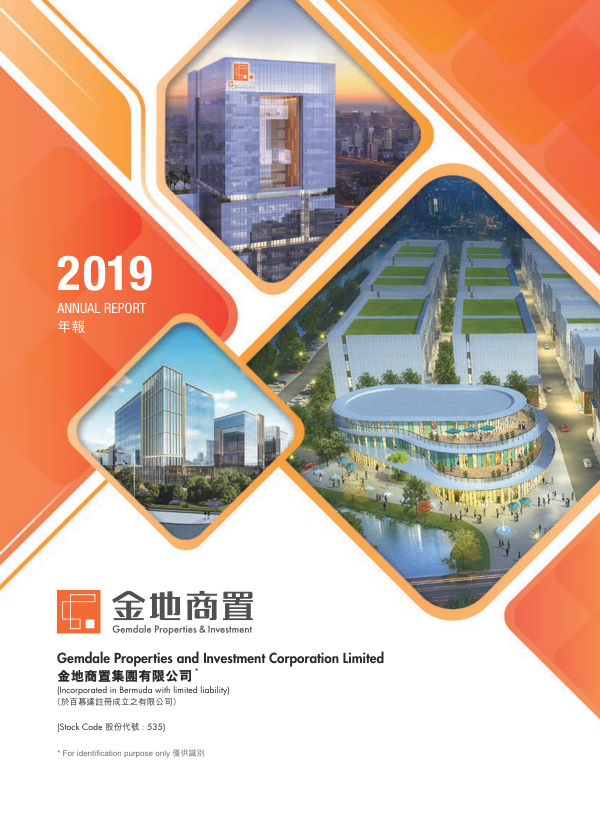 Gemdale
2019
ANNUAL REPORT
年報
金地商置
Gemdale Properties & Investment
Gemdale Properties and Investment Corporation Limited
金地商置集團有限公司*
(Incorporated in Bermuda with limited liability)
(於百慕達註冊成立之有限公司)
(Stock Code 股份代號 : 535)
* For identification purpose only 僅供識別